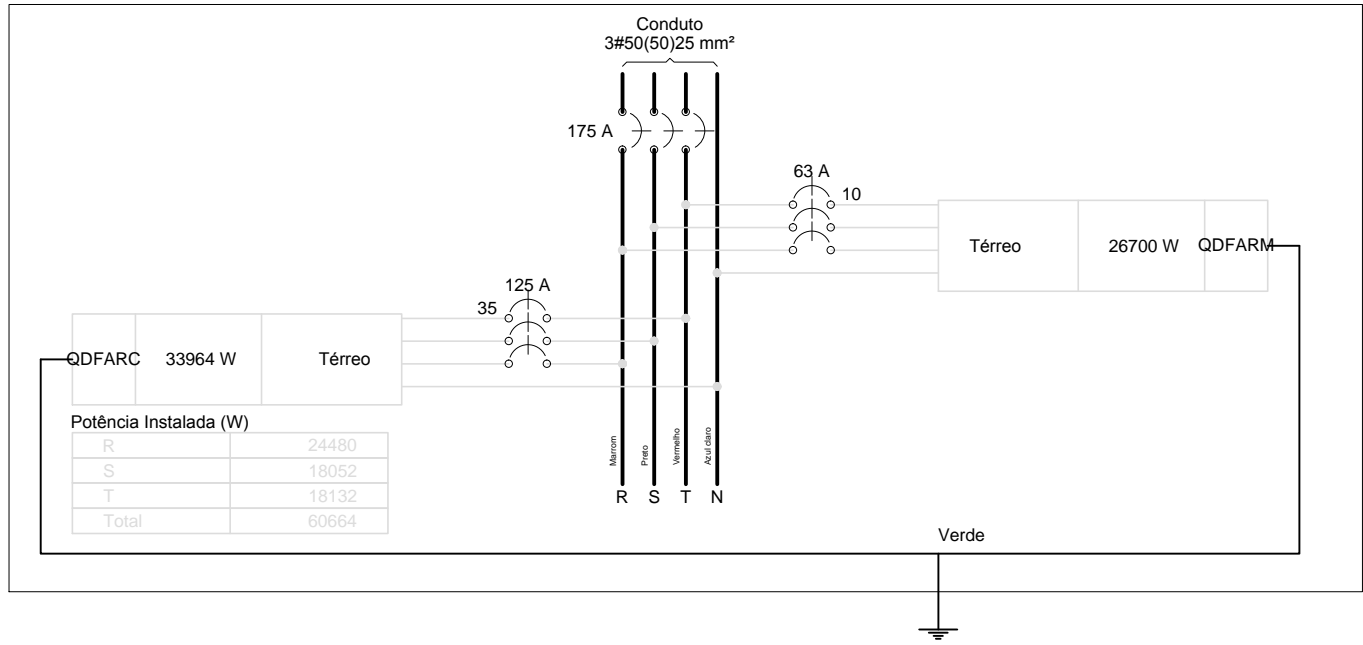 Conduto
3#50(50)25 mm²
175 A
63 A
10
Térreo
26700 W
QDFARM
125 A
35
QDFARC
33964 W
Térreo
Potência Instalada (W)
R 24480
S 18052
T 18132
Total 60664
Marrom
Preto
Vermelho
Azul claro
R S T N
Verde